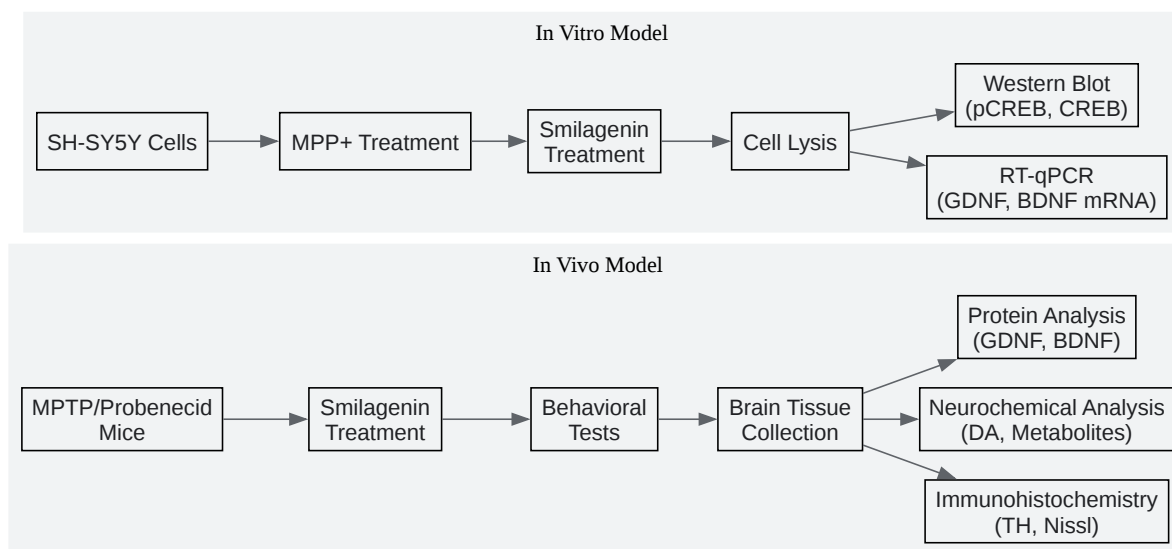 In Vitro Model
SH-SY5Y Cells
MPP+ Treatment
Smilagenin
Treatment
Cell Lysis
Western Blot
(pCREB, CREB)
RT-qPCR
(GDNF, BDNF mRNA)
In Vivo Model
MPTP/Probenecid
Mice
Smilagenin
Treatment
Behavioral
Tests
Brain Tissue
Collection
Protein Analysis
(GDNF, BDNF)
Neurochemical Analysis
(DA, Metabolites)
Immunohistochemistry
(TH, Nissl)